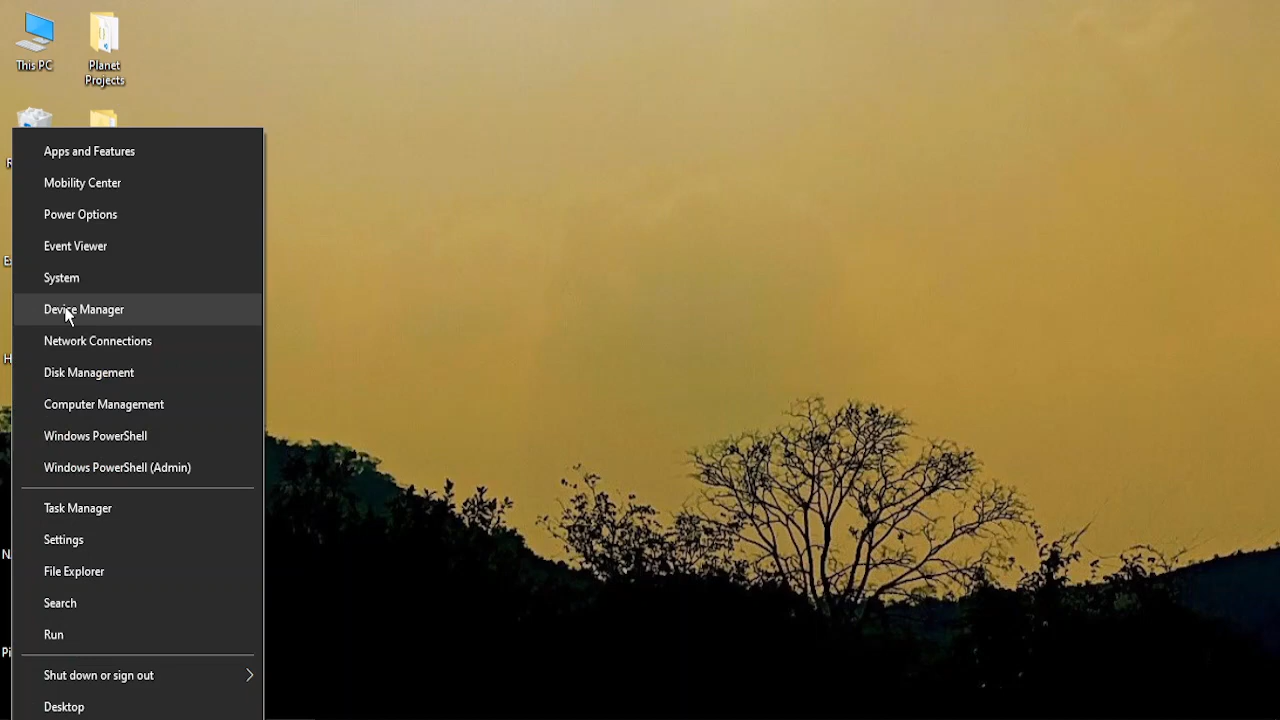 This PC
Planet
Projects
Apps and Features
Mobility Center
Power Options
Event Viewer
System
Device Manager
Network Connections
Disk Management
Computer Management
Windows PowerShell
Windows PowerShell (Admin)
Task Manager
Settings
File Explorer
Search
Run
Shut down or sign out
Desktop